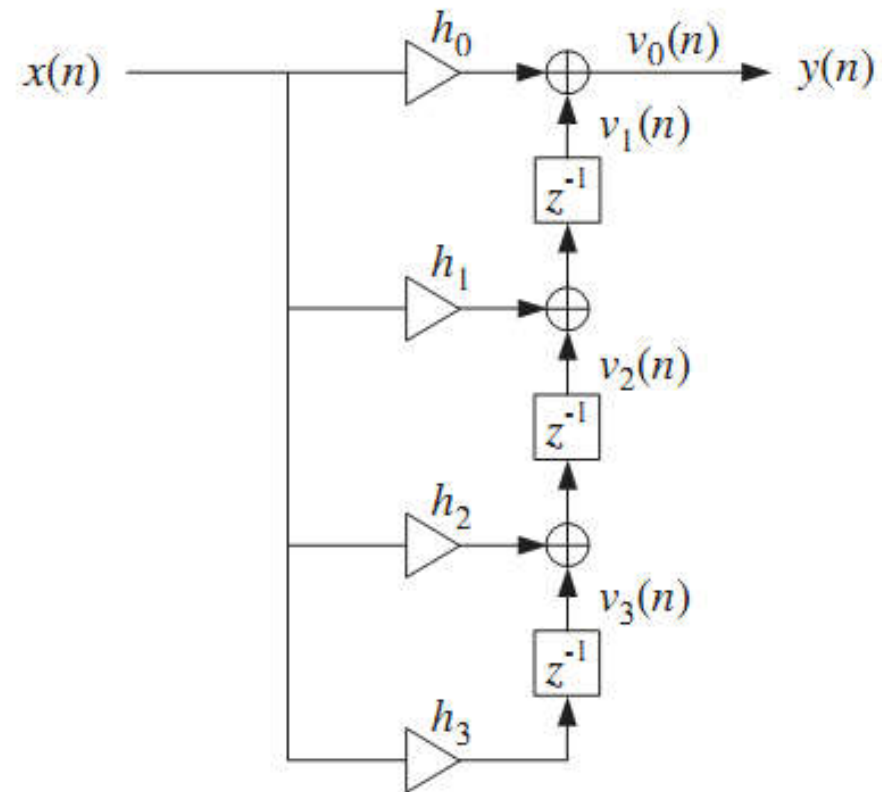 h₀
x(n) v₀(n) y(n)
v₁(n)
z⁻¹
h₁
v₂(n)
z⁻¹
h₂
v₃(n)
z⁻¹
h₃